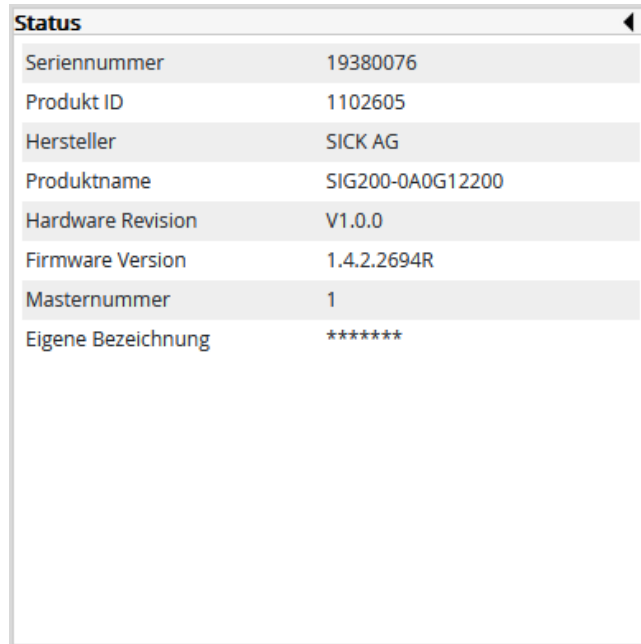 Status
Seriennummer 19380076
Produkt ID 1102605
Hersteller SICK AG
Produktname SIG200-0A0G12200
Hardware Revision V1.0.0
Firmware Version 1.4.2.2694R
Masternummer 1
Eigene Bezeichnung *******